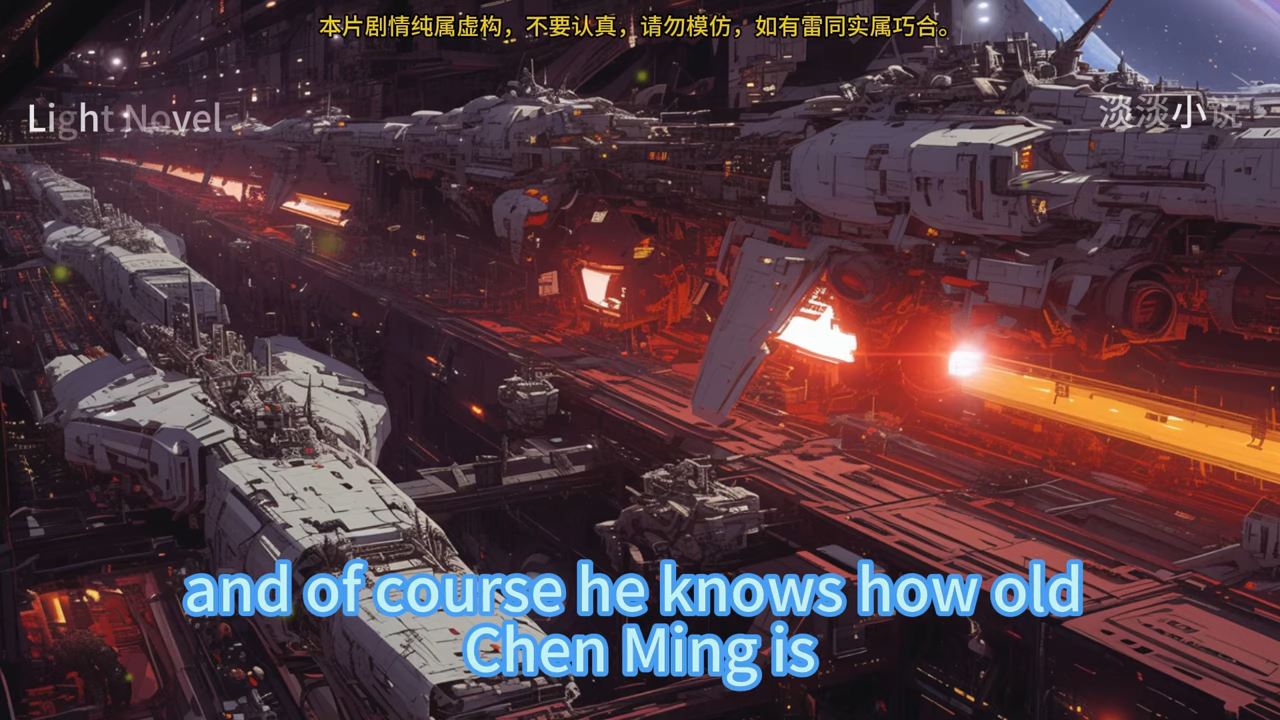 本片剧情纯属虚构，不要认真，请勿模仿，如有雷同实属巧合。
Light Novel
淡淡小说
and of course he knows how old
Chen Ming is